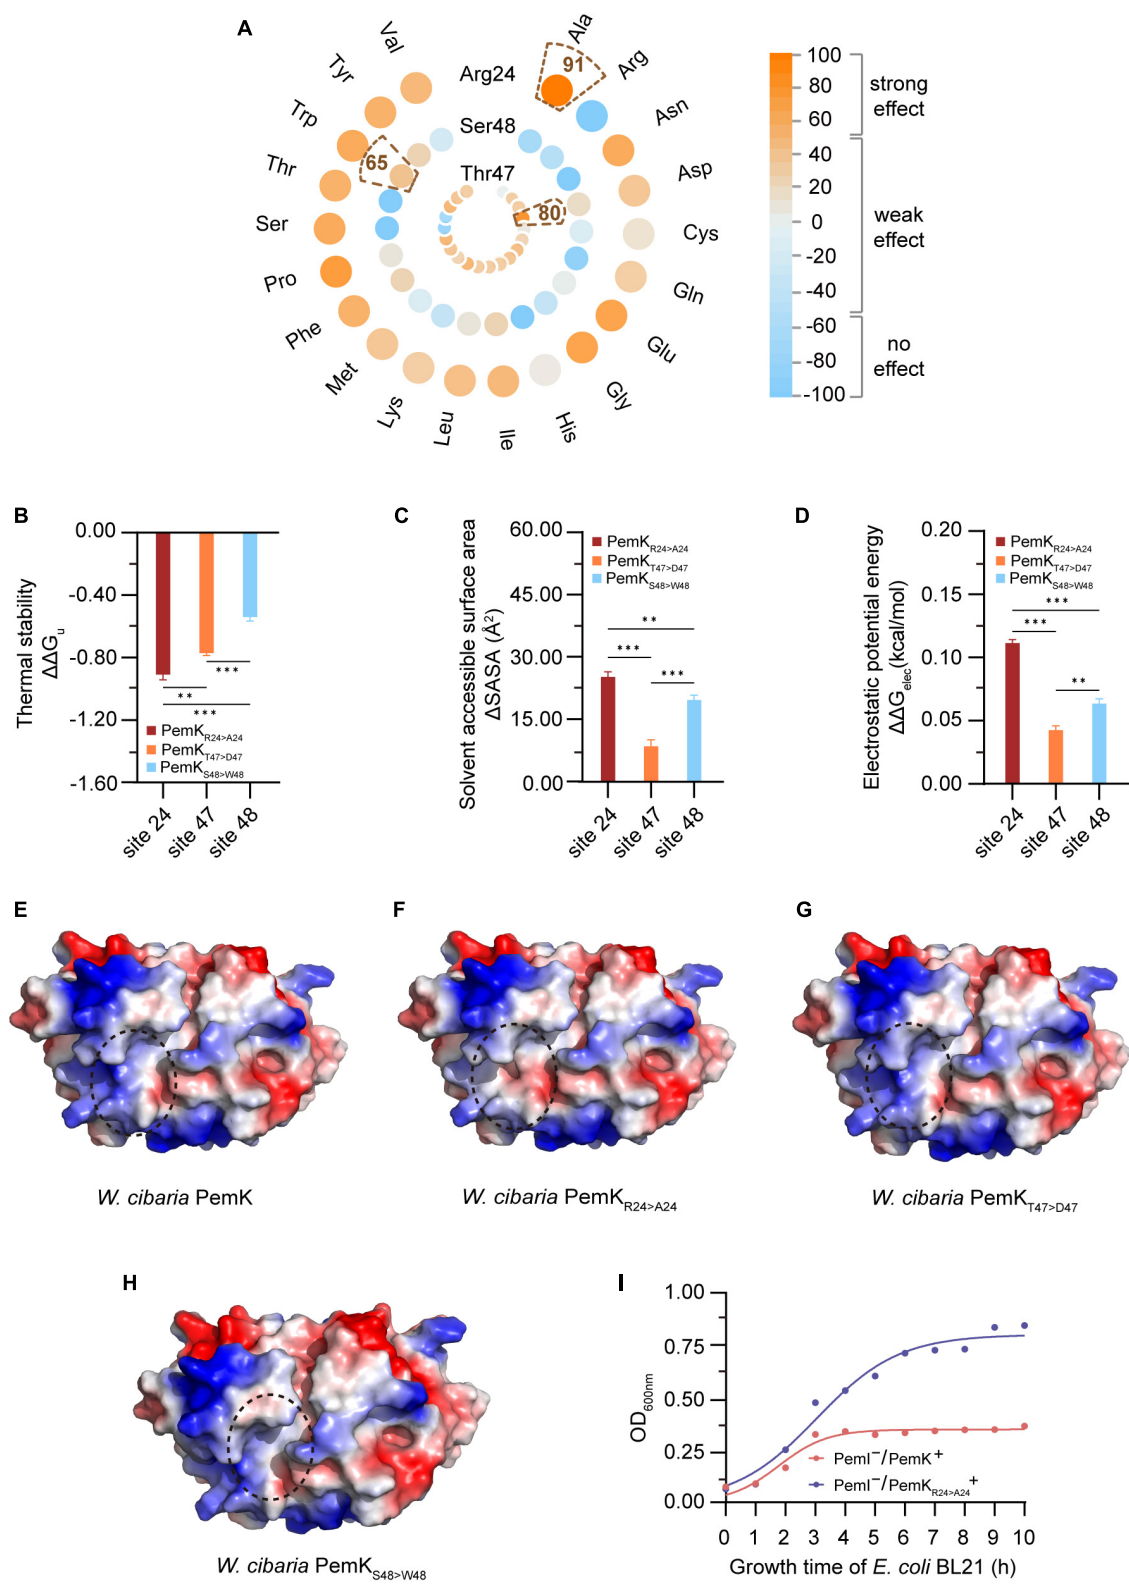 A
Val
Tyr
Trp
Thr
Ser
Pro
Phe
Met
Lys
Leu
Ile
His
Gly
Glu
Gln
Cys
Asp
Asn
Arg
Ala
Arg24
Ser48
Thr47
91
65
80
100
80
60
40
20
0
-20
-40
-60
-80
-100
strong effect
weak effect
no effect
B
Thermal stability
ΔΔGu
0.00
-0.40
-0.80
-1.20
-1.60
***
**
***
PemKR24>A24
PemKT47>D47
PemKS48>W48
site 24
site 47
site 48
C
Solvent accessible surface area
ΔSASA (Å²)
60.00
45.00
30.00
15.00
0.00
PemKR24>A24
PemKT47>D47
PemKS48>W48
**
***
***
site 24
site 47
site 48
D
Electrostatic potential energy
ΔΔGelec(kcal/mol)
0.20
0.15
0.10
0.05
0.00
PemKR24>A24
PemKT47>D47
PemKS48>W48
***
***
**
site 24
site 47
site 48
E
W. cibaria PemK
F
W. cibaria PemKR24>A24
G
W. cibaria PemKT47>D47
H
W. cibaria PemKS48>W48
I
OD600nm
1.00
0.75
0.50
0.25
0.00
PemI⁻/PemK⁺
PemI⁻/PemKR24>A24⁺
0 1 2 3 4 5 6 7 8 9 10
Growth time of E. coli BL21 (h)